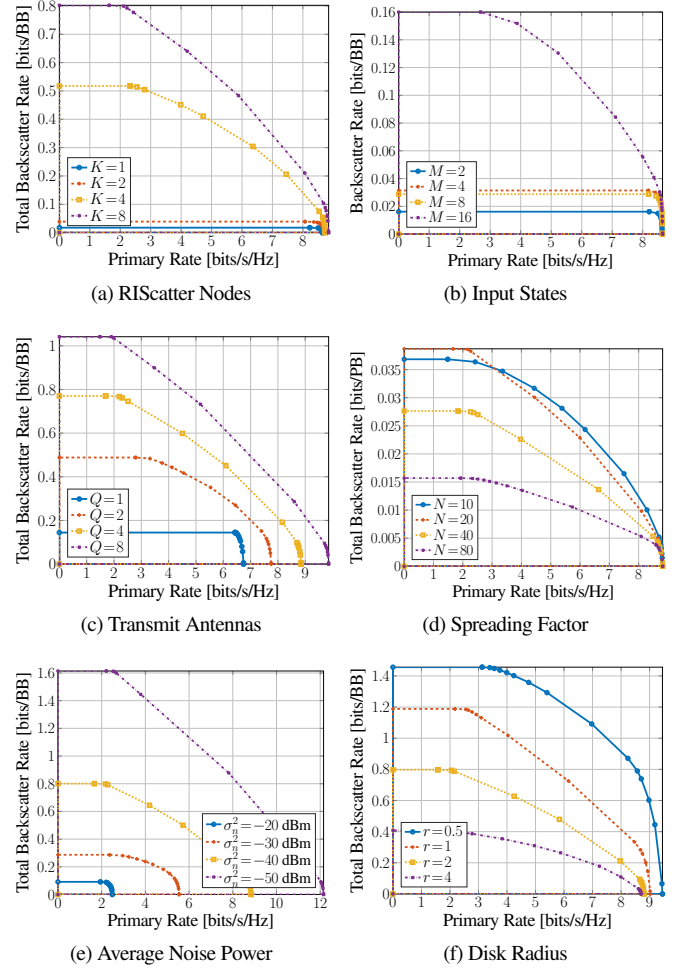 Total Backscatter Rate [bits/BB]
0.8
0.7
0.6
0.5
0.4
0.3
0.2
0.1
0
K=1
K=2
K=4
K=8
0 1 2 3 4 5 6 7 8
Primary Rate [bits/s/Hz]
(a) RIScatter Nodes
Backscatter Rate [bits/BB]
0.16
0.14
0.12
0.1
0.08
0.06
0.04
0.02
0
M=2
M=4
M=8
M=16
0 1 2 3 4 5 6 7 8
Primary Rate [bits/s/Hz]
(b) Input States
Total Backscatter Rate [bits/BB]
1
0.8
0.6
0.4
0.2
0
Q=1
Q=2
Q=4
Q=8
0 1 2 3 4 5 6 7 8 9
Primary Rate [bits/s/Hz]
(c) Transmit Antennas
Total Backscatter Rate [bits/PB]
0.035
0.03
0.025
0.02
0.015
0.01
0.005
0
N=10
N=20
N=40
N=80
0 1 2 3 4 5 6 7 8
Primary Rate [bits/s/Hz]
(d) Spreading Factor
Total Backscatter Rate [bits/BB]
1.6
1.4
1.2
1
0.8
0.6
0.4
0.2
0
σₙ²=−20 dBm
σₙ²=−30 dBm
σₙ²=−40 dBm
σₙ²=−50 dBm
0 2 4 6 8 10 12
Primary Rate [bits/s/Hz]
(e) Average Noise Power
Total Backscatter Rate [bits/BB]
1.4
1.2
1
0.8
0.6
0.4
0.2
0
r=0.5
r=1
r=2
r=4
0 1 2 3 4 5 6 7 8 9
Primary Rate [bits/s/Hz]
(f) Disk Radius